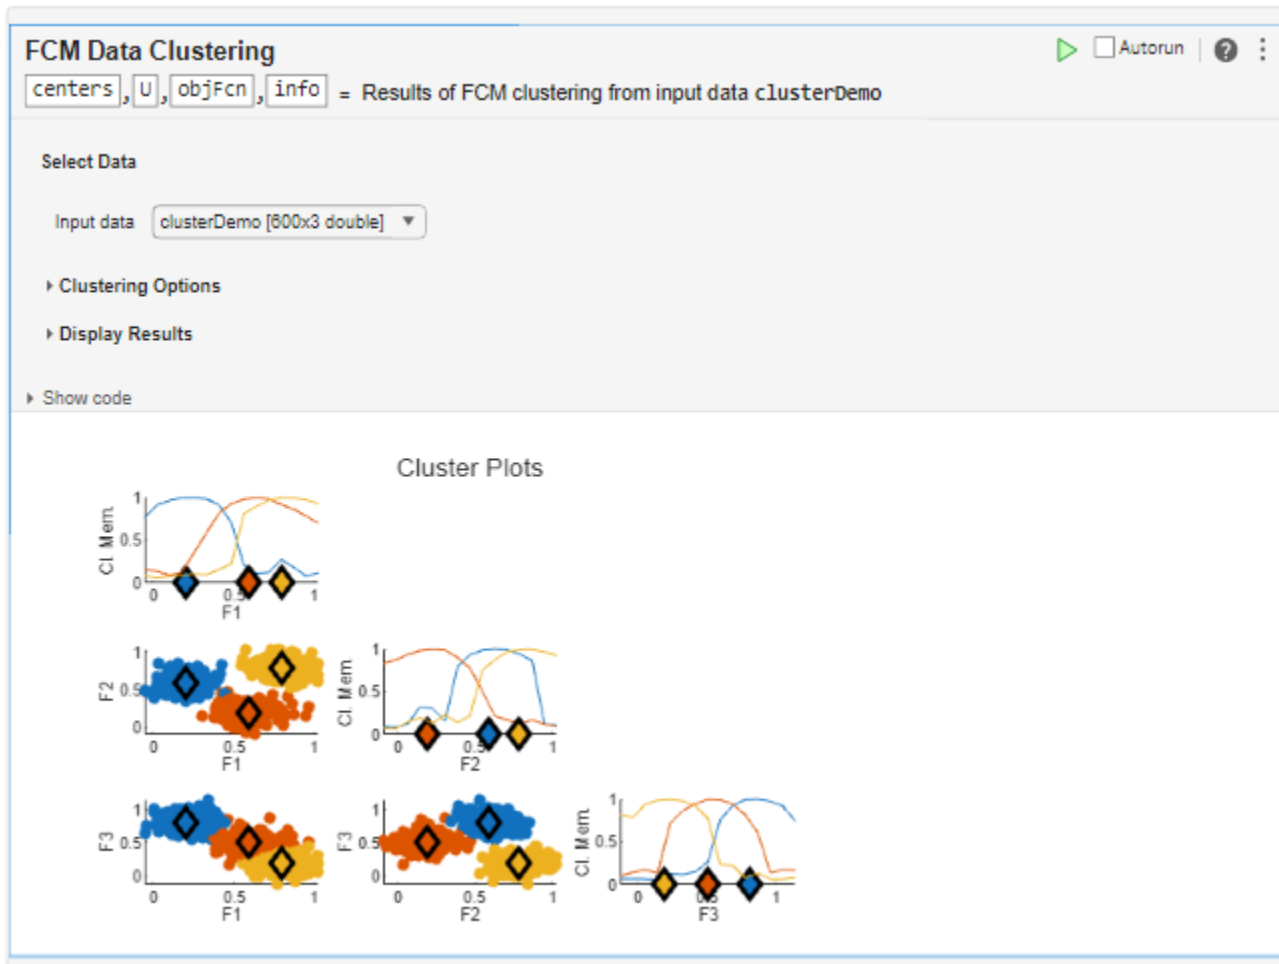 FCM Data Clustering
Autorun
centers , U , objFcn , info = Results of FCM clustering from input data clusterDemo
Select Data
Input data clusterDemo [600x3 double]
Clustering Options
Display Results
Show code
Cluster Plots
Cl. Mem.
1
0.5
0
0 0.5 1
F1
F2
1
0.5
0
0 0.5 1
F1
Cl. Mem.
1
0.5
0
0 0.5 1
F2
F3
1
0.5
0
0 0.5 1
F1
F3
1
0.5
0
0 0.5 1
F2
Cl. Mem.
1
0.5
0
0 0.5 1
F3